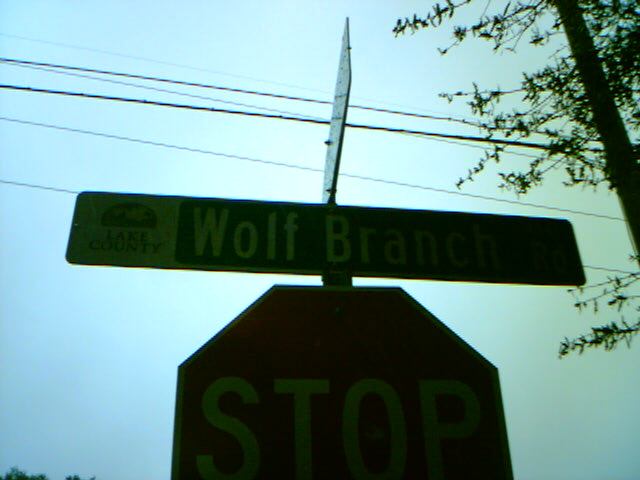 LAKE
COUNTY
Wolf Branch Rd
STOP